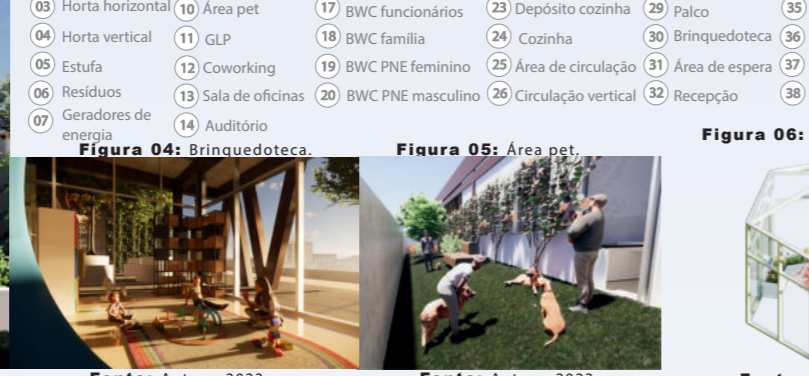 03 Horta horizontal 10 Área pet 17 BWC funcionários 23 Depósito cozinha 29 Palco 35
04 Horta vertical 11 GLP 18 BWC família 24 Cozinha 30 Brinquedoteca 36
05 Estufa 12 Coworking 19 BWC PNE feminino 25 Área de circulação 31 Área de espera 37
06 Resíduos 13 Sala de oficinas 20 BWC PNE masculino 26 Circulação vertical 32 Recepção 38
07 Geradores de
energia 14 Auditório
Figura 04: Brinquedoteca. Figura 05: Área pet. Figura 06: